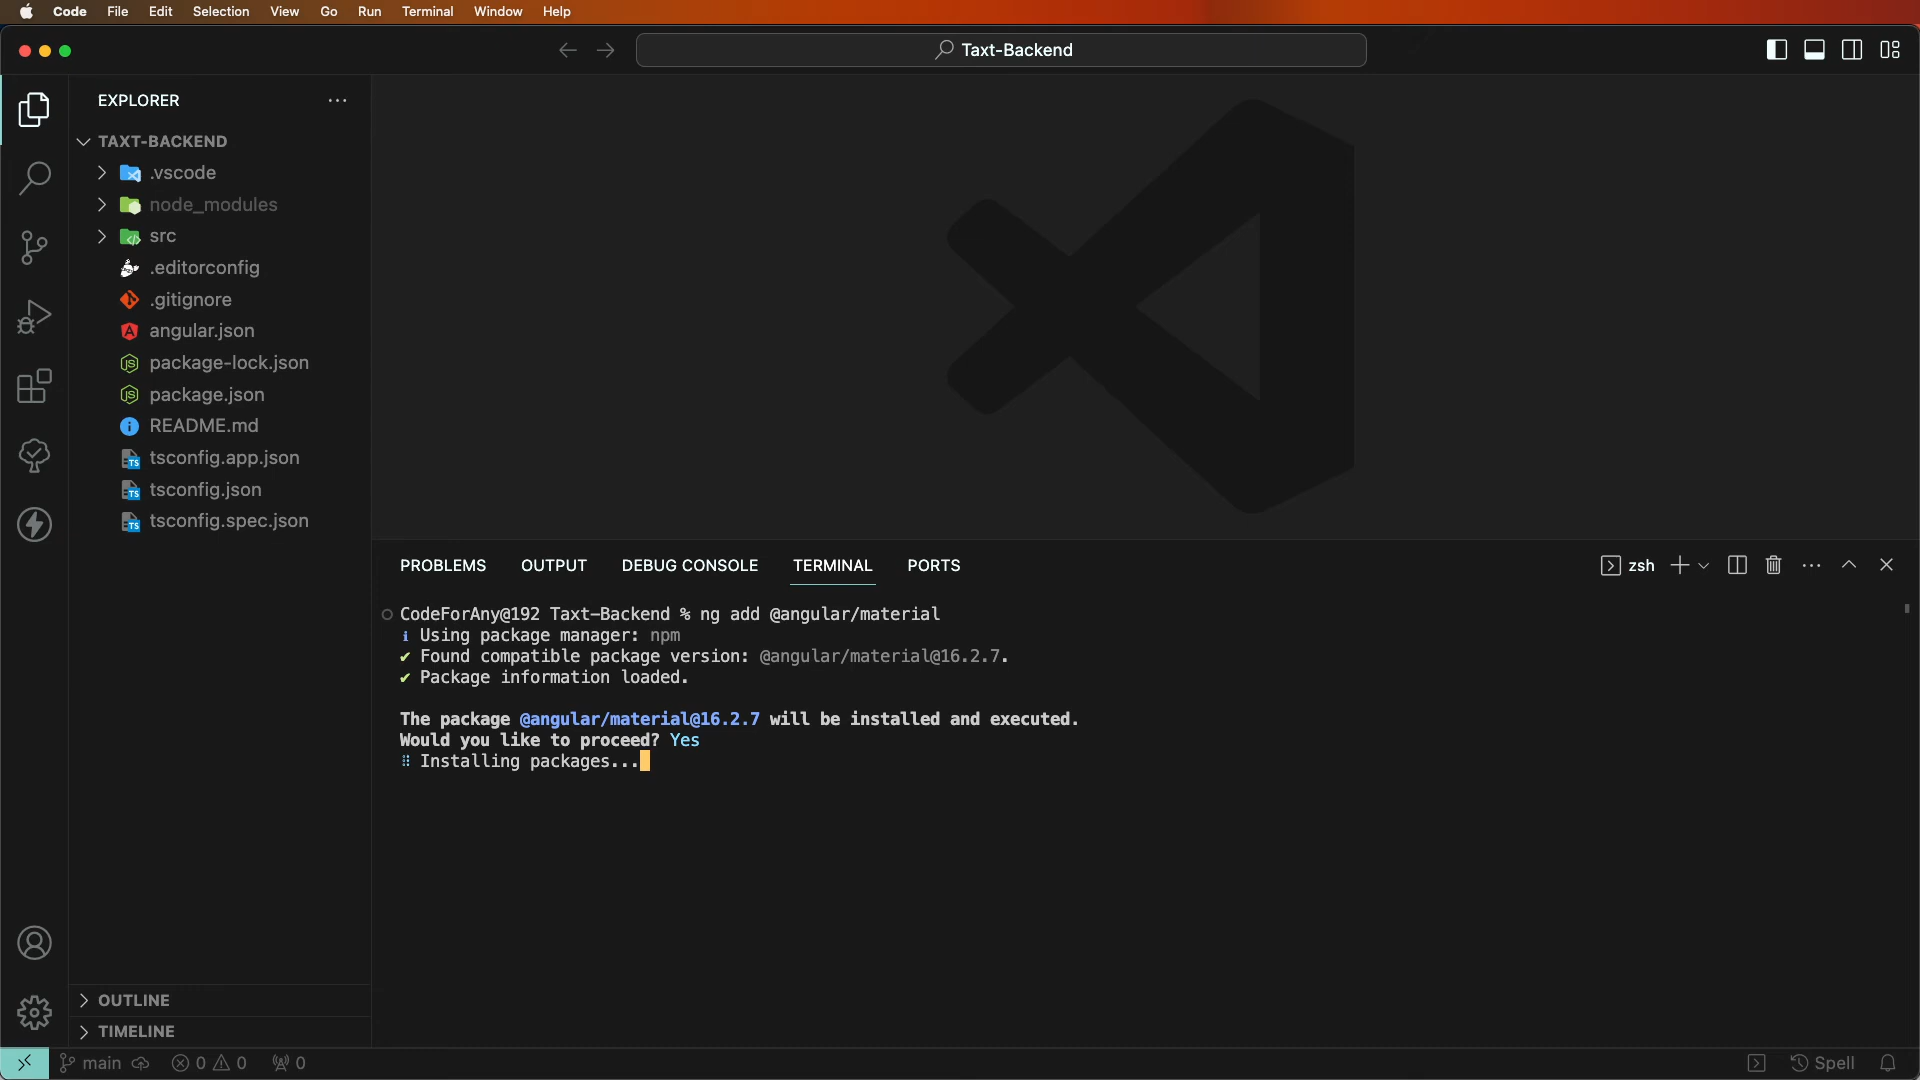 Code File Edit Selection View Go Run Terminal Window Help
Taxt-Backend
EXPLORER
TAXT-BACKEND
.vscode
node_modules
src
.editorconfig
.gitignore
angular.json
package-lock.json
package.json
README.md
tsconfig.app.json
tsconfig.json
tsconfig.spec.json
OUTLINE
TIMELINE
PROBLEMS OUTPUT DEBUG CONSOLE TERMINAL PORTS
zsh
CodeForAny@192 Taxt-Backend % ng add @angular/material
ℹ Using package manager: npm
✔ Found compatible package version: @angular/material@16.2.7.
✔ Package information loaded.
The package @angular/material@16.2.7 will be installed and executed.
Would you like to proceed? Yes
⠿ Installing packages...
main 0 0 0
Spell